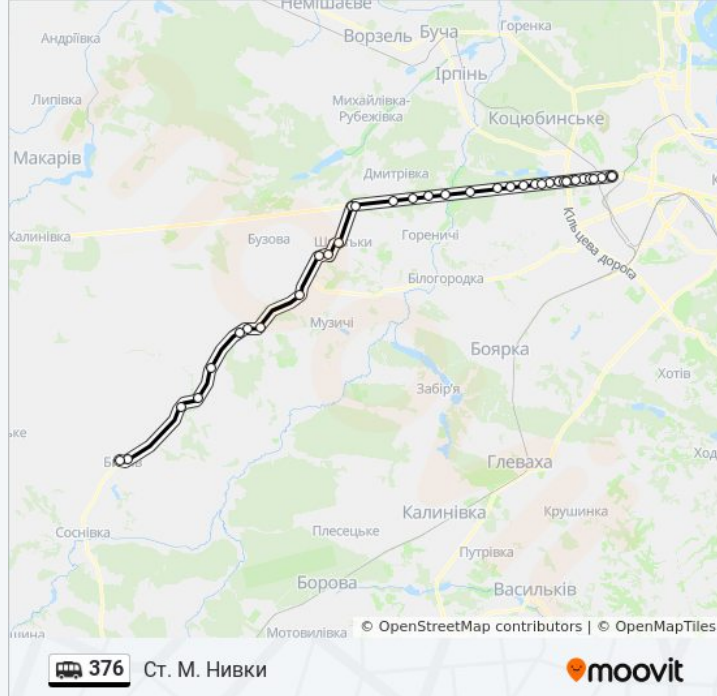 Немішаєве
Андріївка
Ворзель
Буча
Горенка
Ірпінь
Липівка
Михайлівка-
Рубежівка
Коцюбинське
Макарів
Дмитрівка
Калинівка
Бузова
Гореничі
Кільцева дорога
Білогородка
Музичі
Боярка
Забір'я
Хотів
Глеваха
Соснівка
Калинівка
Крушинка
Плесецьке
Путрівка
Борова
Васильків
Мотовилівка
© OpenStreetMap contributors | © OpenMapTiles
376 Ст. М. Нивки
moovit